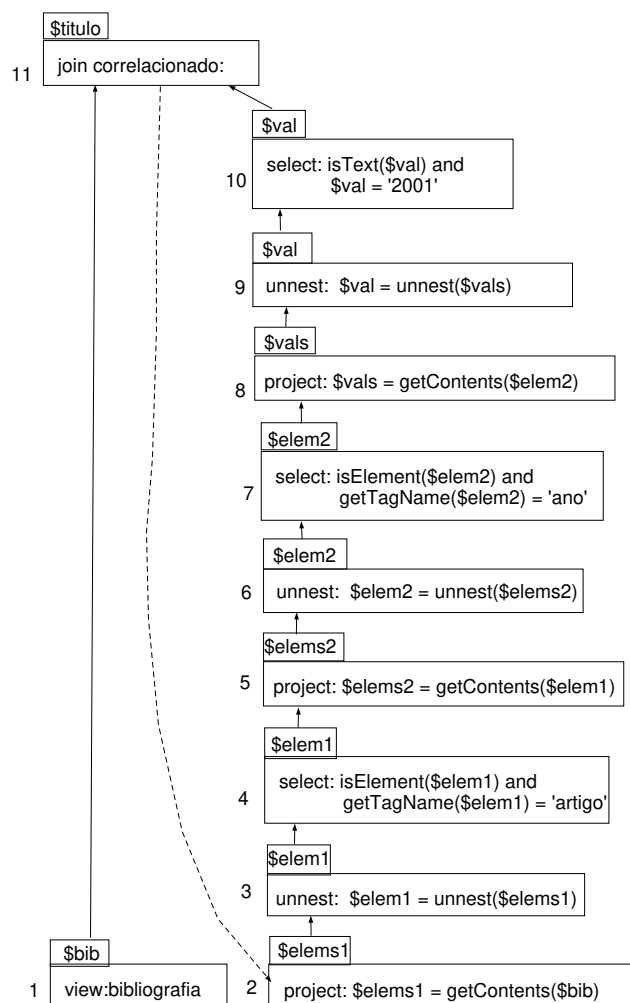 $titulo
11 join correlacionado:
$val
10 select: isText($val) and
$val = '2001'
$val
9 unnest: $val = unnest($vals)
$vals
8 project: $vals = getContents($elem2)
$elem2
7 select: isElement($elem2) and
getTagName($elem2) = 'ano'
$elem2
6 unnest: $elem2 = unnest($elems2)
$elems2
5 project: $elems2 = getContents($elem1)
$elem1
4 select: isElement($elem1) and
getTagName($elem1) = 'artigo'
$elem1
3 unnest: $elem1 = unnest($elems1)
$bib
1 view:bibliografia
$elems1
2 project: $elems1 = getContents($bib)